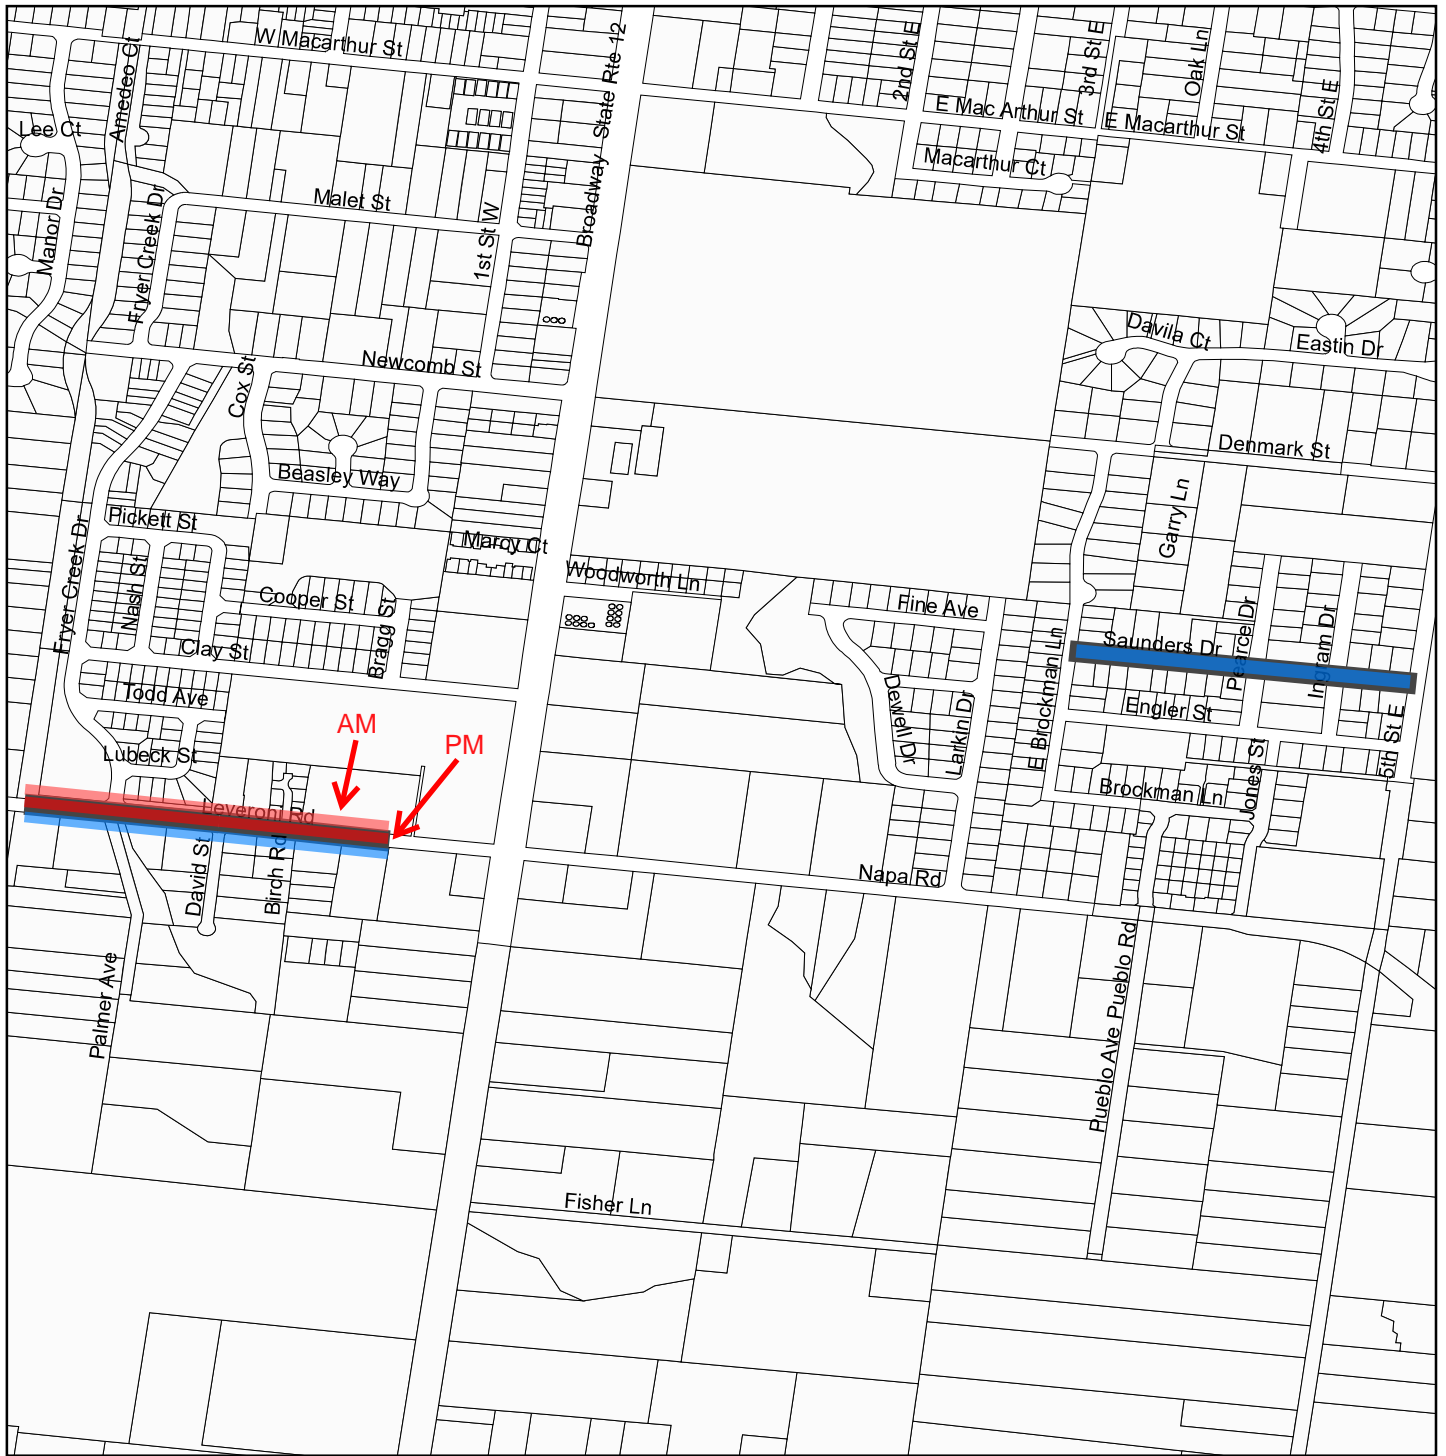 W Macarthur St
Amedeo Ct
Broadway State Rte 12
2nd St E
3rd St E
Oak Ln
4th St E
E Mac Arthur St
E Macarthur St
Lee Ct
Macarthur Ct
Manor Dr
Fryer Creek Dr
Malet St
1st St W
Davila Ct
Eastin Dr
Newcomb St
Cox St
Denmark St
Beasley Way
Garry Ln
Pickett St
Fryer Creek Dr
Nash St
Marcy Ct
Woodworth Ln
Cooper St
Bragg St
Fine Ave
Clay St
Saunders Dr
Pearcel Dr
Ingram Dr
E Brockman Ln
Todd Ave
Dewell Dr
Larkin Dr
Engler St
5th St E
AM
PM
Lubeck St
Jones St
Brockman Ln
Leveroni Rd
David St
Birch Rd
Napa Rd
Palmer Ave
Pueblo Ave Pueblo Rd
Fisher Ln